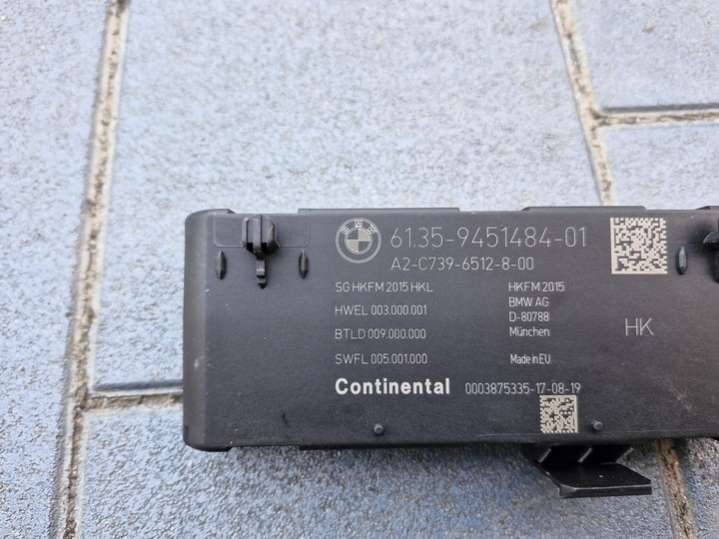 BMW
61.35-9451484-01
A2-C739-6512-8-00
SG HKFM 2015 HKL
HWEL 003.000.001
BTLD 009.000.000
SWFL 005.001.000
HKFM 2015
BMW AG
D-80788
München
Made in EU
HK
Continental 0003875335-17-08-19